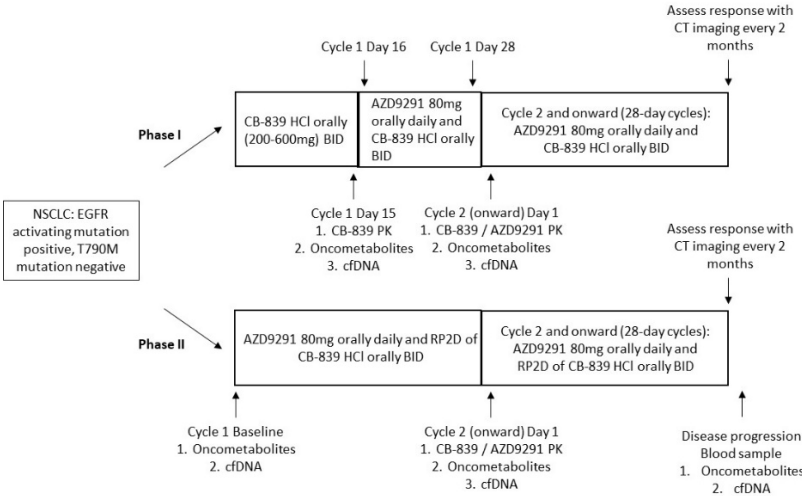 Assess response with
CT imaging every 2
months
Cycle 1 Day 16
Cycle 1 Day 28
Phase I
CB-839 HCl orally
(200-600mg) BID
AZD9291 80mg
orally daily and
CB-839 HCl orally
BID
Cycle 2 and onward (28-day cycles):
AZD9291 80mg orally daily and
CB-839 HCl orally BID
Cycle 1 Day 15
1. CB-839 PK
2. Oncometabolites
3. cfDNA
Cycle 2 (onward) Day 1
1. CB-839 / AZD9291 PK
2. Oncometabolites
3. cfDNA
NSCLC: EGFR
activating mutation
positive, T790M
mutation negative
Assess response with
CT imaging every 2
months
Phase II
AZD9291 80mg orally daily and RP2D of
CB-839 HCl orally BID
Cycle 2 and onward (28-day cycles):
AZD9291 80mg orally daily and
RP2D of CB-839 HCl orally BID
Cycle 1 Baseline
1. Oncometabolites
2. cfDNA
Cycle 2 (onward) Day 1
1. CB-839 / AZD9291 PK
2. Oncometabolites
3. cfDNA
Disease progression
Blood sample
1. Oncometabolites
2. cfDNA